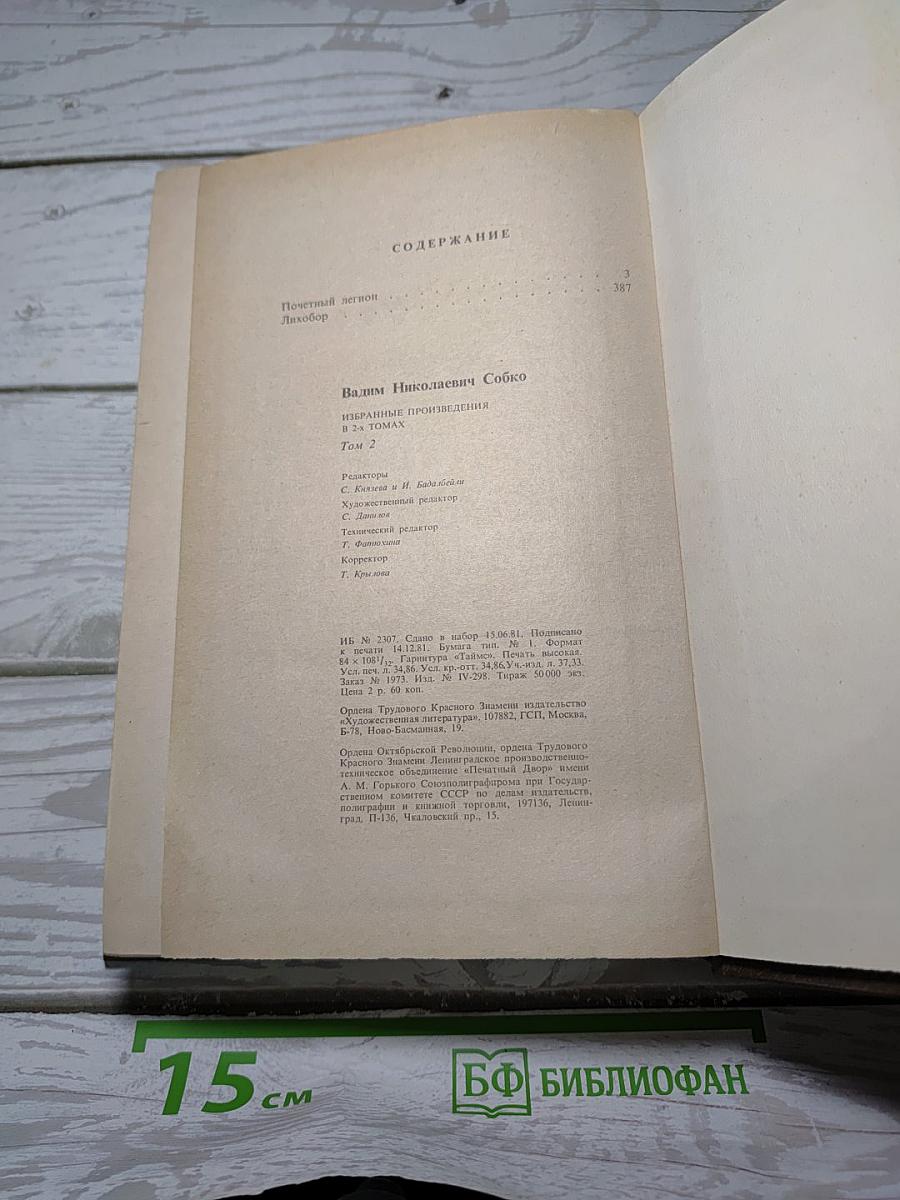 СОДЕРЖАНИЕ
Почетный легион . . . . . . . . . . . . . . . 3
Лихобор . . . . . . . . . . . . . . . . . . 387
Вадим Николаевич Собко
ИЗБРАННЫЕ ПРОИЗВЕДЕНИЯ
В 2-х ТОМАХ
Том 2
Редакторы
С. Князева и И. Бадалбейли
Художественный редактор
С. Данилов
Технический редактор
Т. Фатюхина
Корректор
Т. Крылова
ИБ № 2307. Сдано в набор 15.06.81. Подписано
к печати 14.12.81. Бумага тип. № 1. Формат
84 × 108¹/₃₂. Гарнитура «Таймс». Печать высокая.
Усл. печ. л. 34,86. Усл. кр.-отт. 34,86.Уч.-изд. л. 37,33.
Заказ № 1973. Изд. № IV-298. Тираж 50 000 экз.
Цена 2 р. 60 коп.
Ордена Трудового Красного Знамени издательство
«Художественная литература», 107882, ГСП, Москва,
Б-78, Ново-Басманная, 19.
Ордена Октябрьской Революции, ордена Трудового
Красного Знамени Ленинградское производственно-
техническое объединение «Печатный Двор» имени
А. М. Горького Союзполиграфпрома при Государ-
ственном комитете СССР по делам издательств,
полиграфии и книжной торговли, 197136, Ленин-
град, П-136, Чкаловский пр., 15.
15 см БФ БИБЛИОФАН